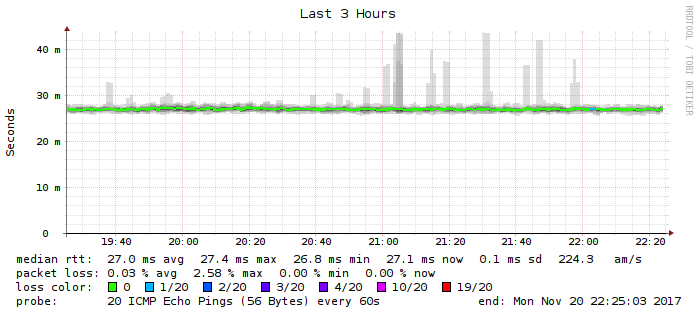 Last 3 Hours
RRDTOOL / TOBI OETIKER
Seconds
40 m
30 m
20 m
10 m
0
19:40 20:00 20:20 20:40 21:00 21:20 21:40 22:00 22:20
median rtt: 27.0 ms avg 27.4 ms max 26.8 ms min 27.1 ms now 0.1 ms sd 224.3 am/s
packet loss: 0.03 % avg 2.58 % max 0.00 % min 0.00 % now
loss color: 0 1/20 2/20 3/20 4/20 10/20 19/20
probe: 20 ICMP Echo Pings (56 Bytes) every 60s end: Mon Nov 20 22:25:03 2017